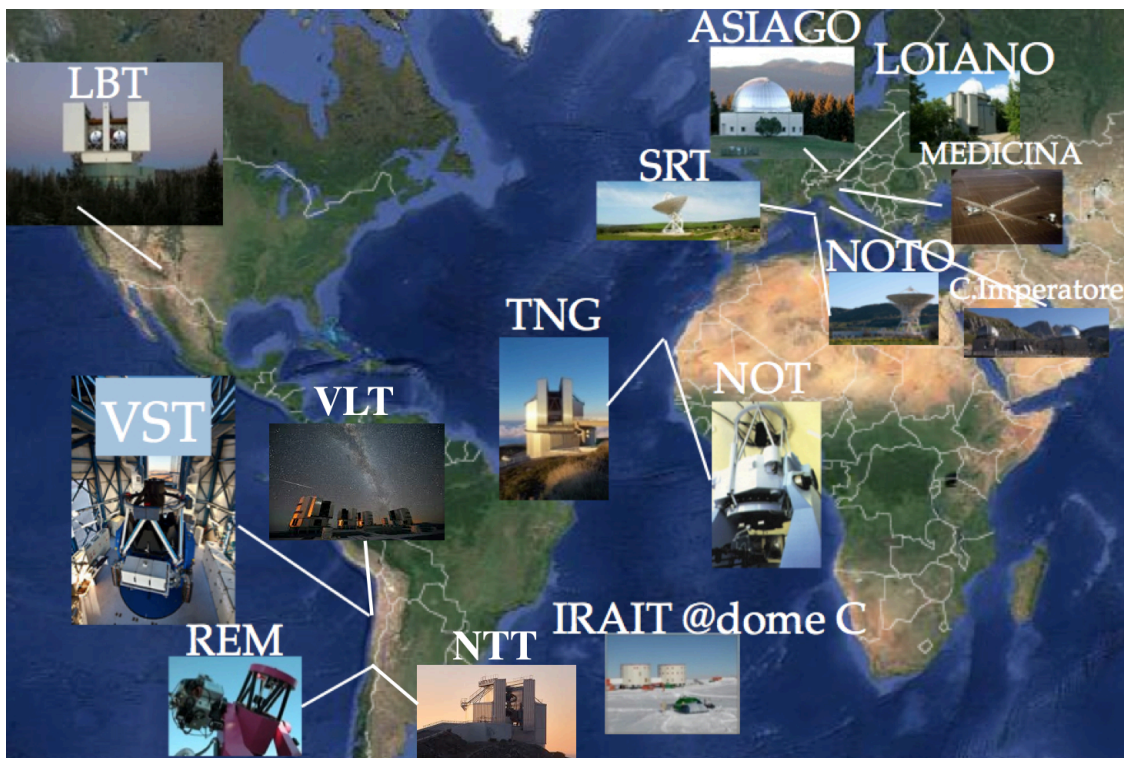 ASIAGO
LOIANO
LBT
MEDICINA
SRT
NOTO
C.Imperatore
TNG
NOT
VLT
VST
IRAIT @dome C
REM
NTT